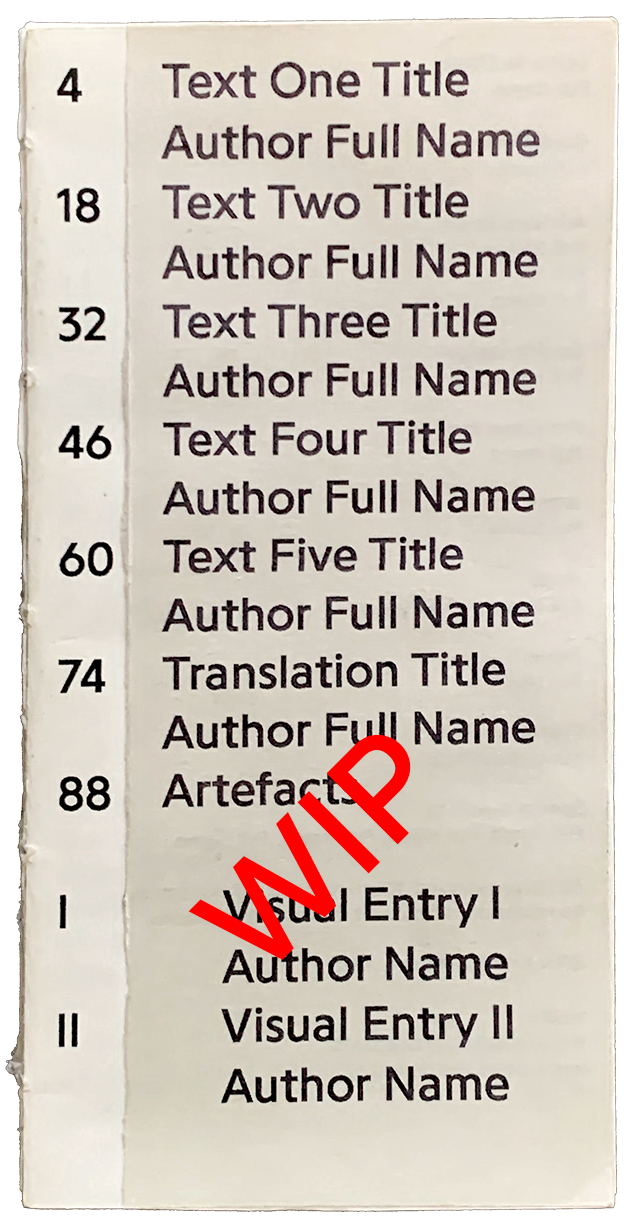 4 Text One Title
Author Full Name
18 Text Two Title
Author Full Name
32 Text Three Title
Author Full Name
46 Text Four Title
Author Full Name
60 Text Five Title
Author Full Name
74 Translation Title
Author Full Name
88 Artefacts
WIP
I Visual Entry I
Author Name
II Visual Entry II
Author Name